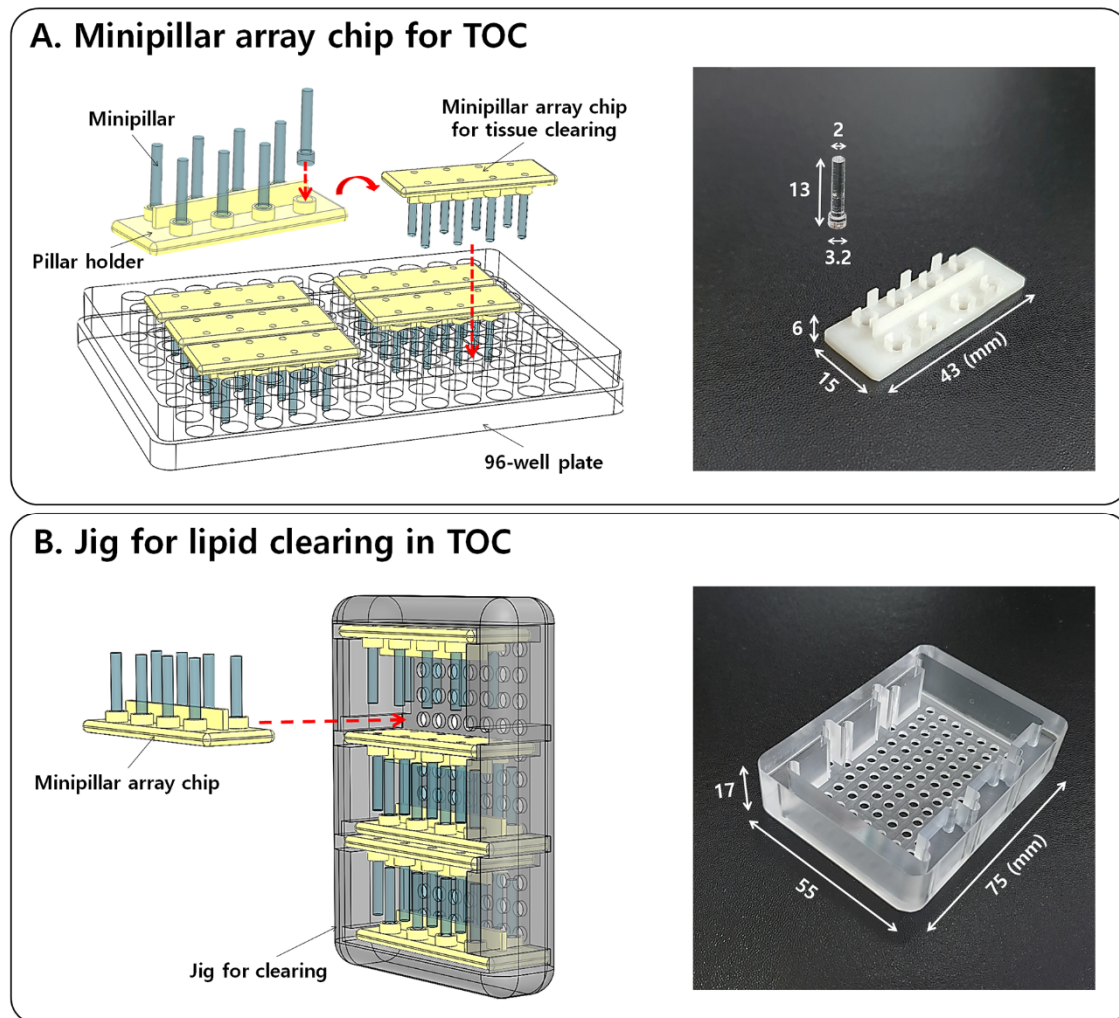 A. Minipillar array chip for TOC
Minipillar
Minipillar array chip
for tissue clearing
Pillar holder
96-well plate
2
13
3.2
6
15
43 (mm)
B. Jig for lipid clearing in TOC
Minipillar array chip
Jig for clearing
17
55
75 (mm)